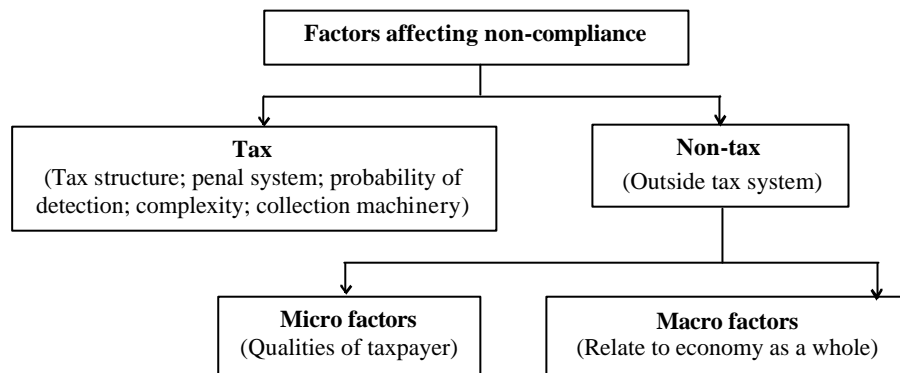 Factors affecting non-compliance
Tax
(Tax structure; penal system; probability of
detection; complexity; collection machinery)
Non-tax
(Outside tax system)
Micro factors
(Qualities of taxpayer)
Macro factors
(Relate to economy as a whole)